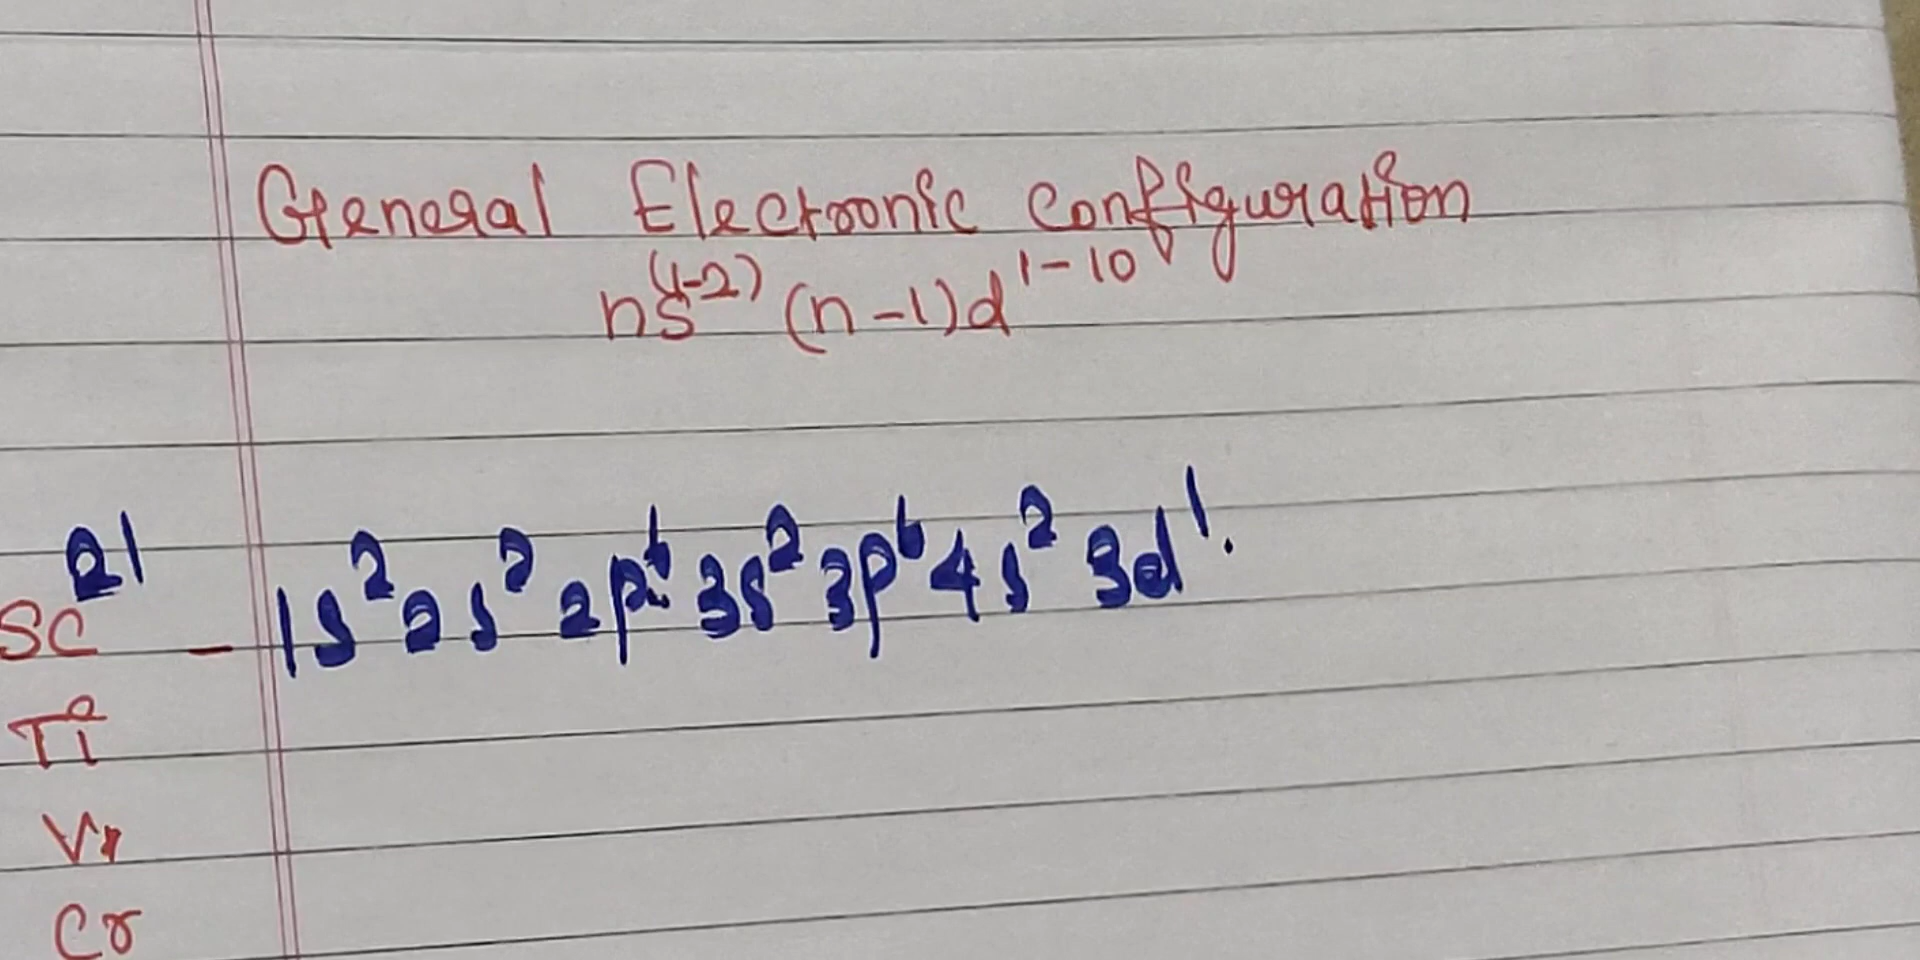 General Electronic Configuration
ns⁽¹⁻²⁾ (n-1)d¹⁻¹⁰
Sc²¹ - 1s² 2s² 2p⁶ 3s² 3p⁶ 4s² 3d¹.
Ti
V
Cr